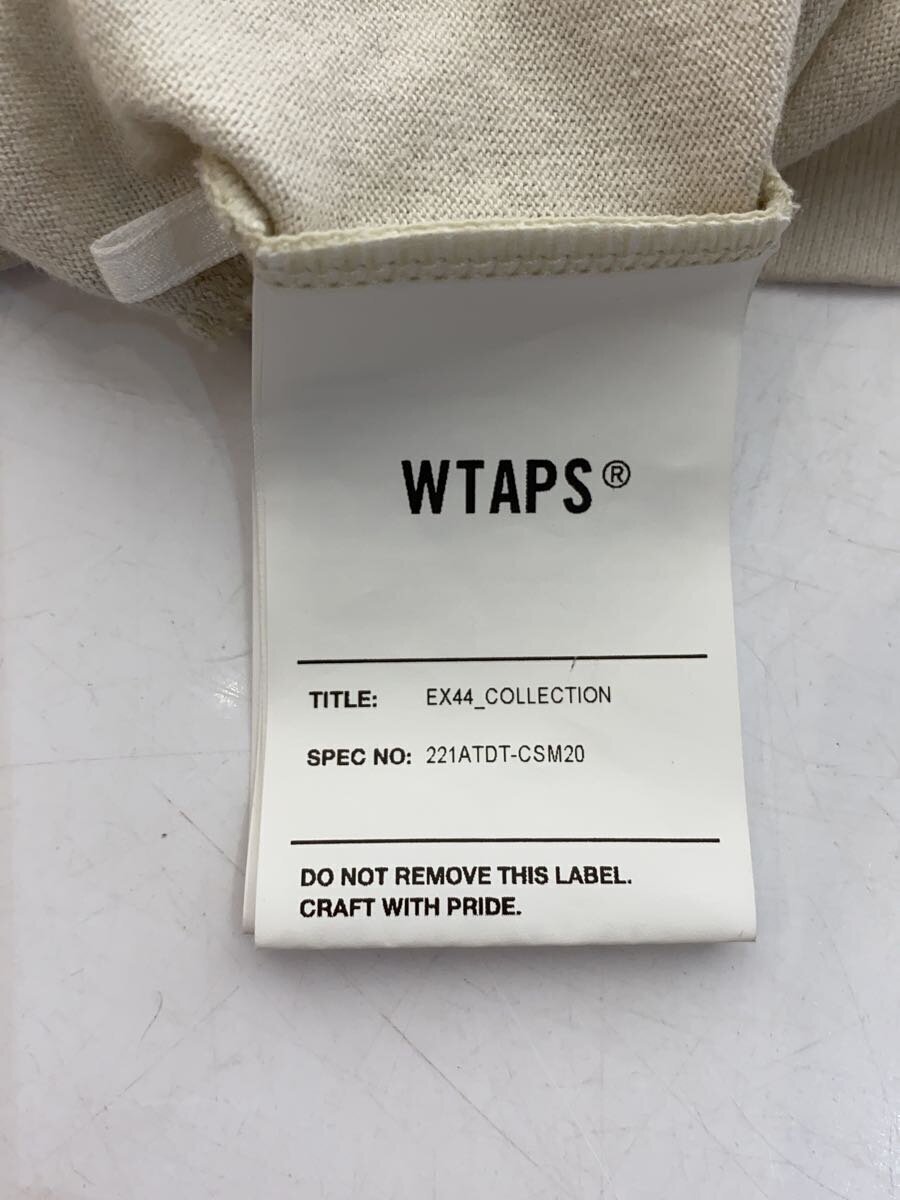 WTAPS®
TITLE: EX44_COLLECTION
SPEC NO: 221ATDT-CSM20
DO NOT REMOVE THIS LABEL.
CRAFT WITH PRIDE.